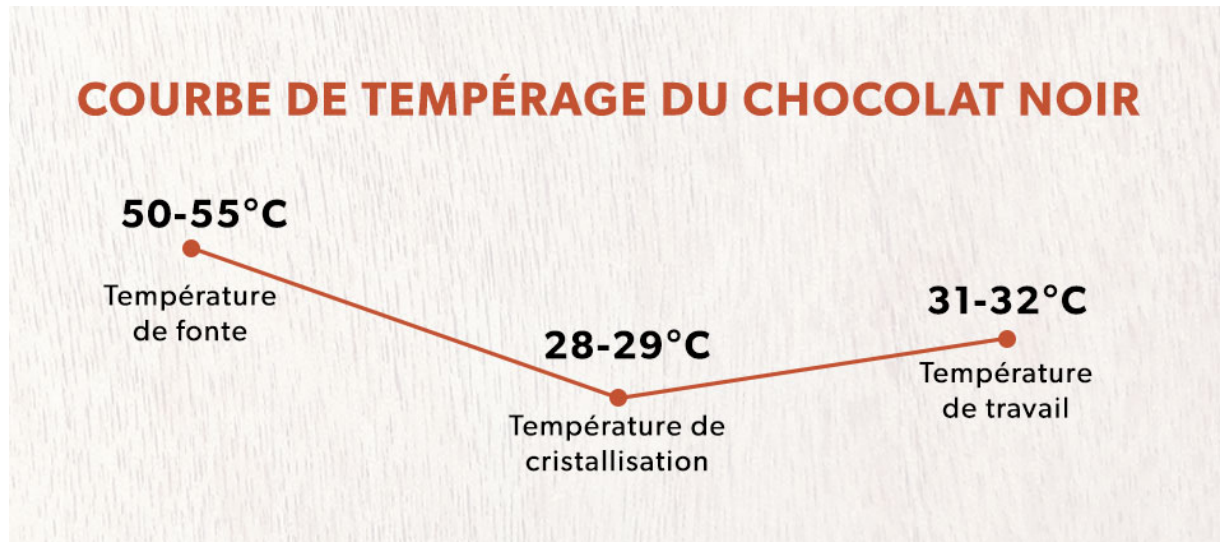 COURBE DE TEMPÉRAGE DU CHOCOLAT NOIR
50-55°C
Température
de fonte
28-29°C
Température de
cristallisation
31-32°C
Température
de travail